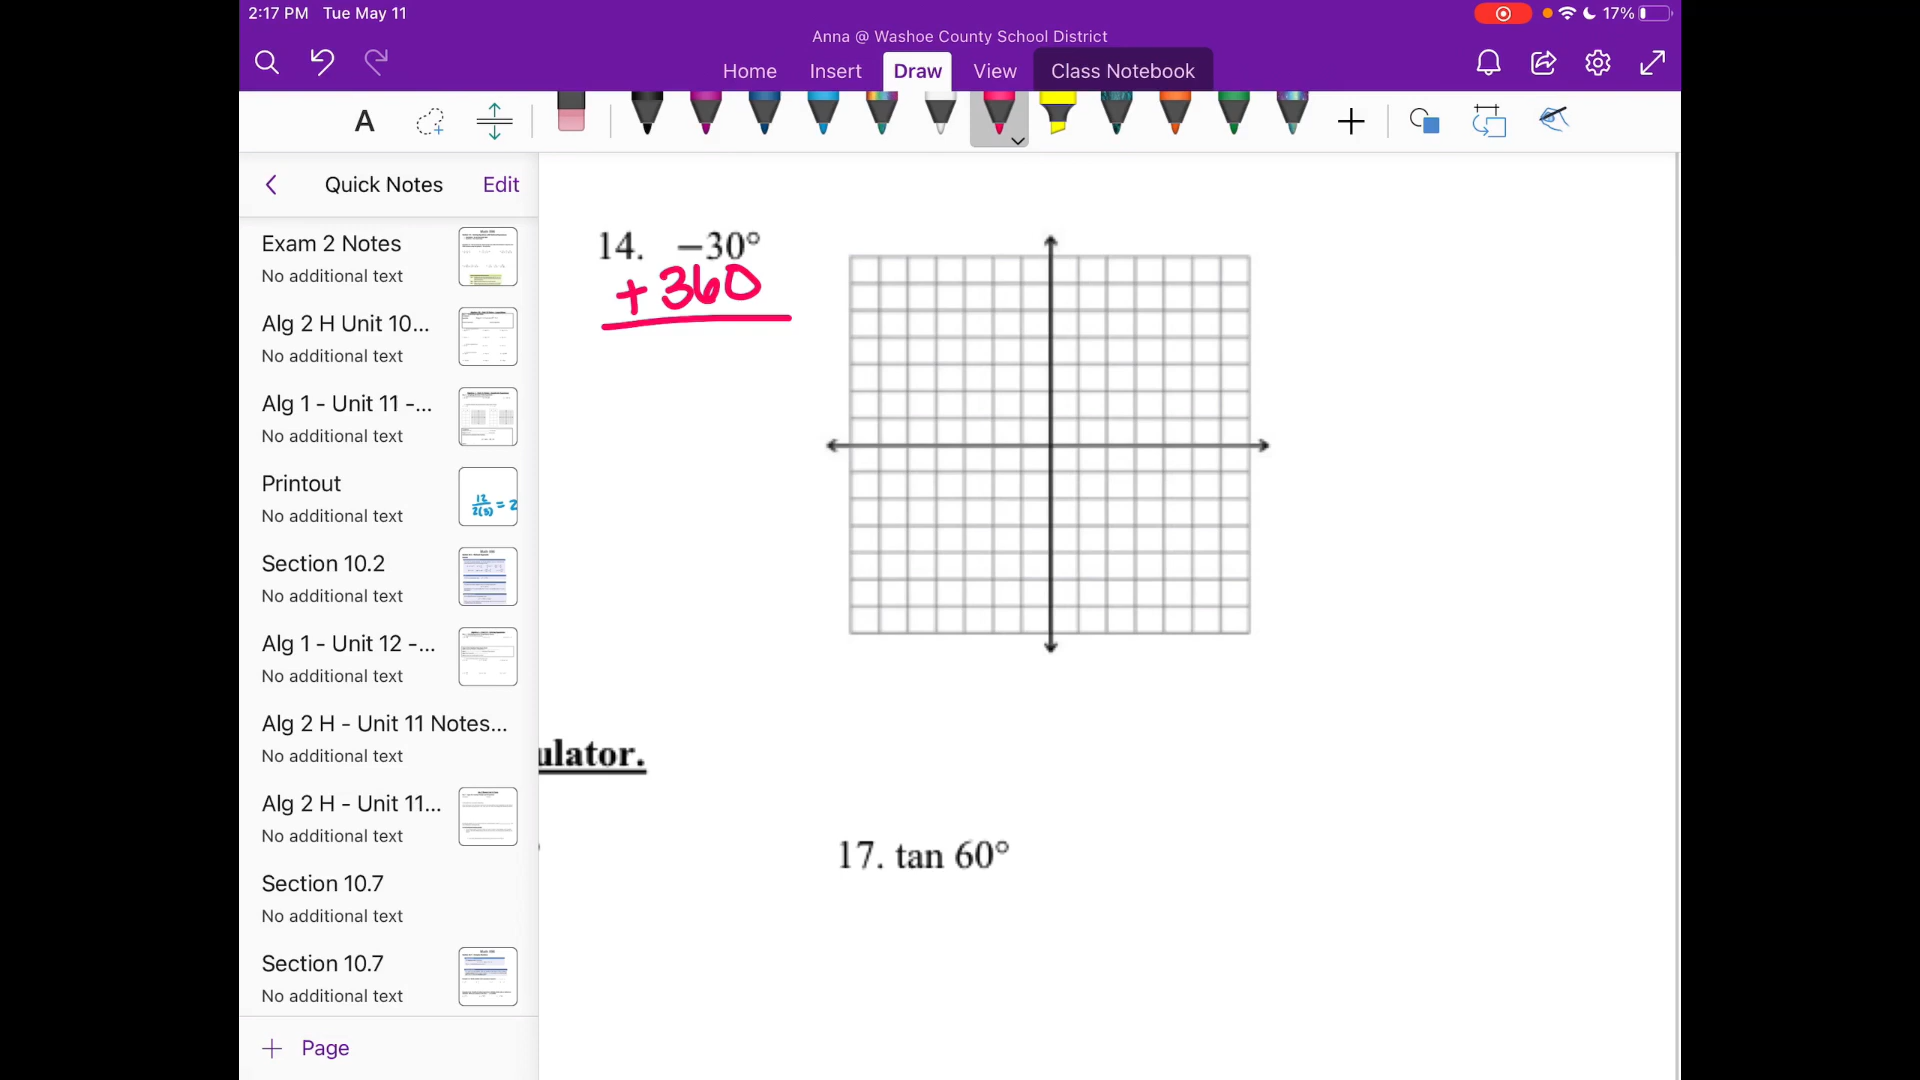 2:17 PM Tue May 11
17%
Anna @ Washoe County School District
Home Insert Draw View Class Notebook
A
Quick Notes Edit
Exam 2 Notes
No additional text
Alg 2 H Unit 10...
No additional text
Alg 1 - Unit 11 -...
No additional text
Printout
No additional text
12
2(3) = 2
Section 10.2
No additional text
Alg 1 - Unit 12 -...
No additional text
Alg 2 H - Unit 11 Notes...
No additional text
Alg 2 H - Unit 11...
No additional text
Section 10.7
No additional text
Section 10.7
No additional text
+ Page
14. −30°
+ 360
ulator.
17. tan 60°